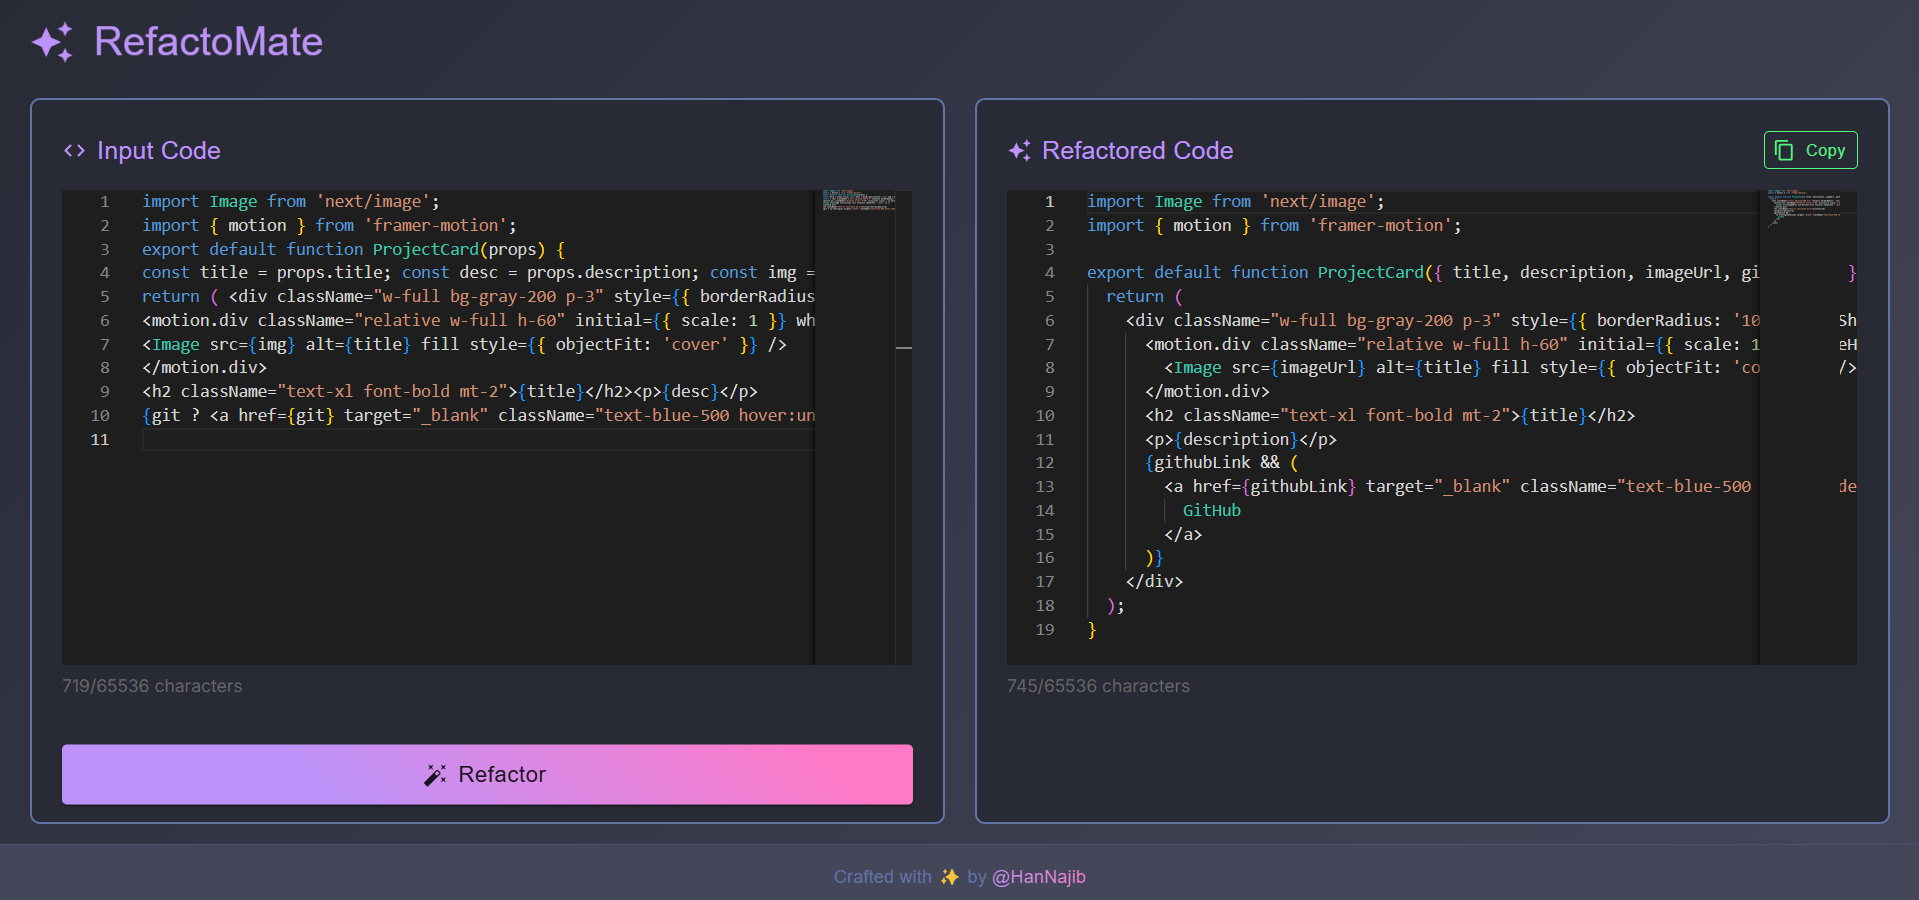 RefactoMate
Input Code
1 import Image from 'next/image';
2 import { motion } from 'framer-motion';
3 export default function ProjectCard(props) {
4 const title = props.title; const desc = props.description; const img =
5 return ( <div className="w-full bg-gray-200 p-3" style={{ borderRadius
6 <motion.div className="relative w-full h-60" initial={{ scale: 1 }} wh
7 <Image src={img} alt={title} fill style={{ objectFit: 'cover' }} />
8 </motion.div>
9 <h2 className="text-xl font-bold mt-2">{title}</h2><p>{desc}</p>
10 {git ? <a href={git} target="_blank" className="text-blue-500 hover:un
11
719/65536 characters
Refactor
Refactored Code
Copy
1 import Image from 'next/image';
2 import { motion } from 'framer-motion';
3
4 export default function ProjectCard({ title, description, imageUrl, gi }
5 return (
6 <div className="w-full bg-gray-200 p-3" style={{ borderRadius: '10 Sh
7 <motion.div className="relative w-full h-60" initial={{ scale: 1 eH
8 <Image src={imageUrl} alt={title} fill style={{ objectFit: 'co />
9 </motion.div>
10 <h2 className="text-xl font-bold mt-2">{title}</h2>
11 <p>{description}</p>
12 {githubLink && (
13 <a href={githubLink} target="_blank" className="text-blue-500 de
14 GitHub
15 </a>
16 )}
17 </div>
18 );
19 }
745/65536 characters
Crafted with ✨ by @HanNajib